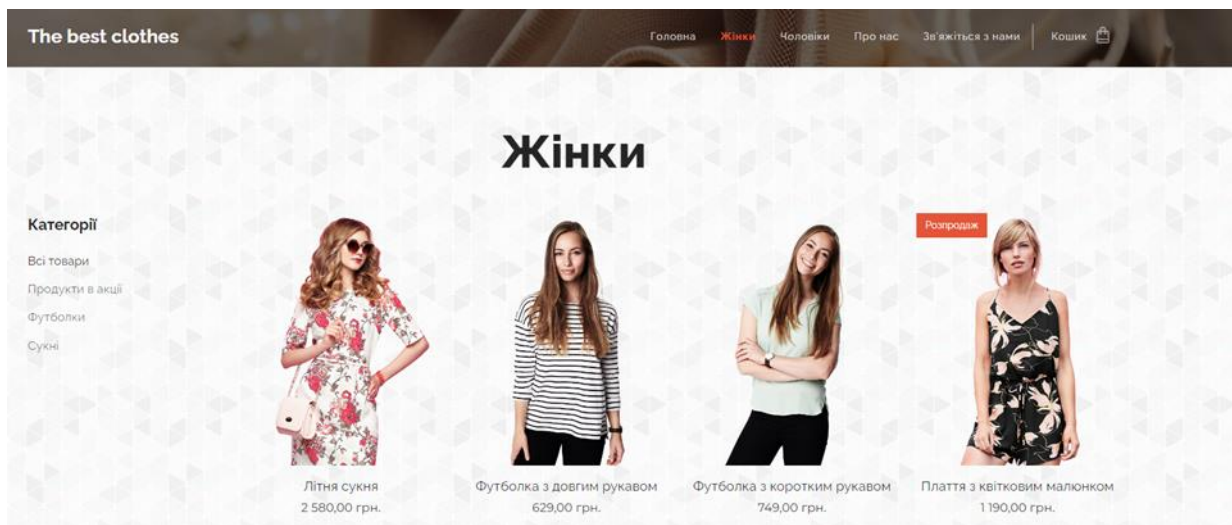 The best clothes
Головна Жінки Чоловіки Про нас Зв'яжіться з нами Кошик
Жінки
Категорії
Всі товари
Продукти в акції
Футболки
Сукні
Розпродаж
Літня сукня
2 580,00 грн.
Футболка з довгим рукавом
629,00 грн.
Футболка з коротким рукавом
749,00 грн.
Плаття з квітковим малюнком
1 190,00 грн.